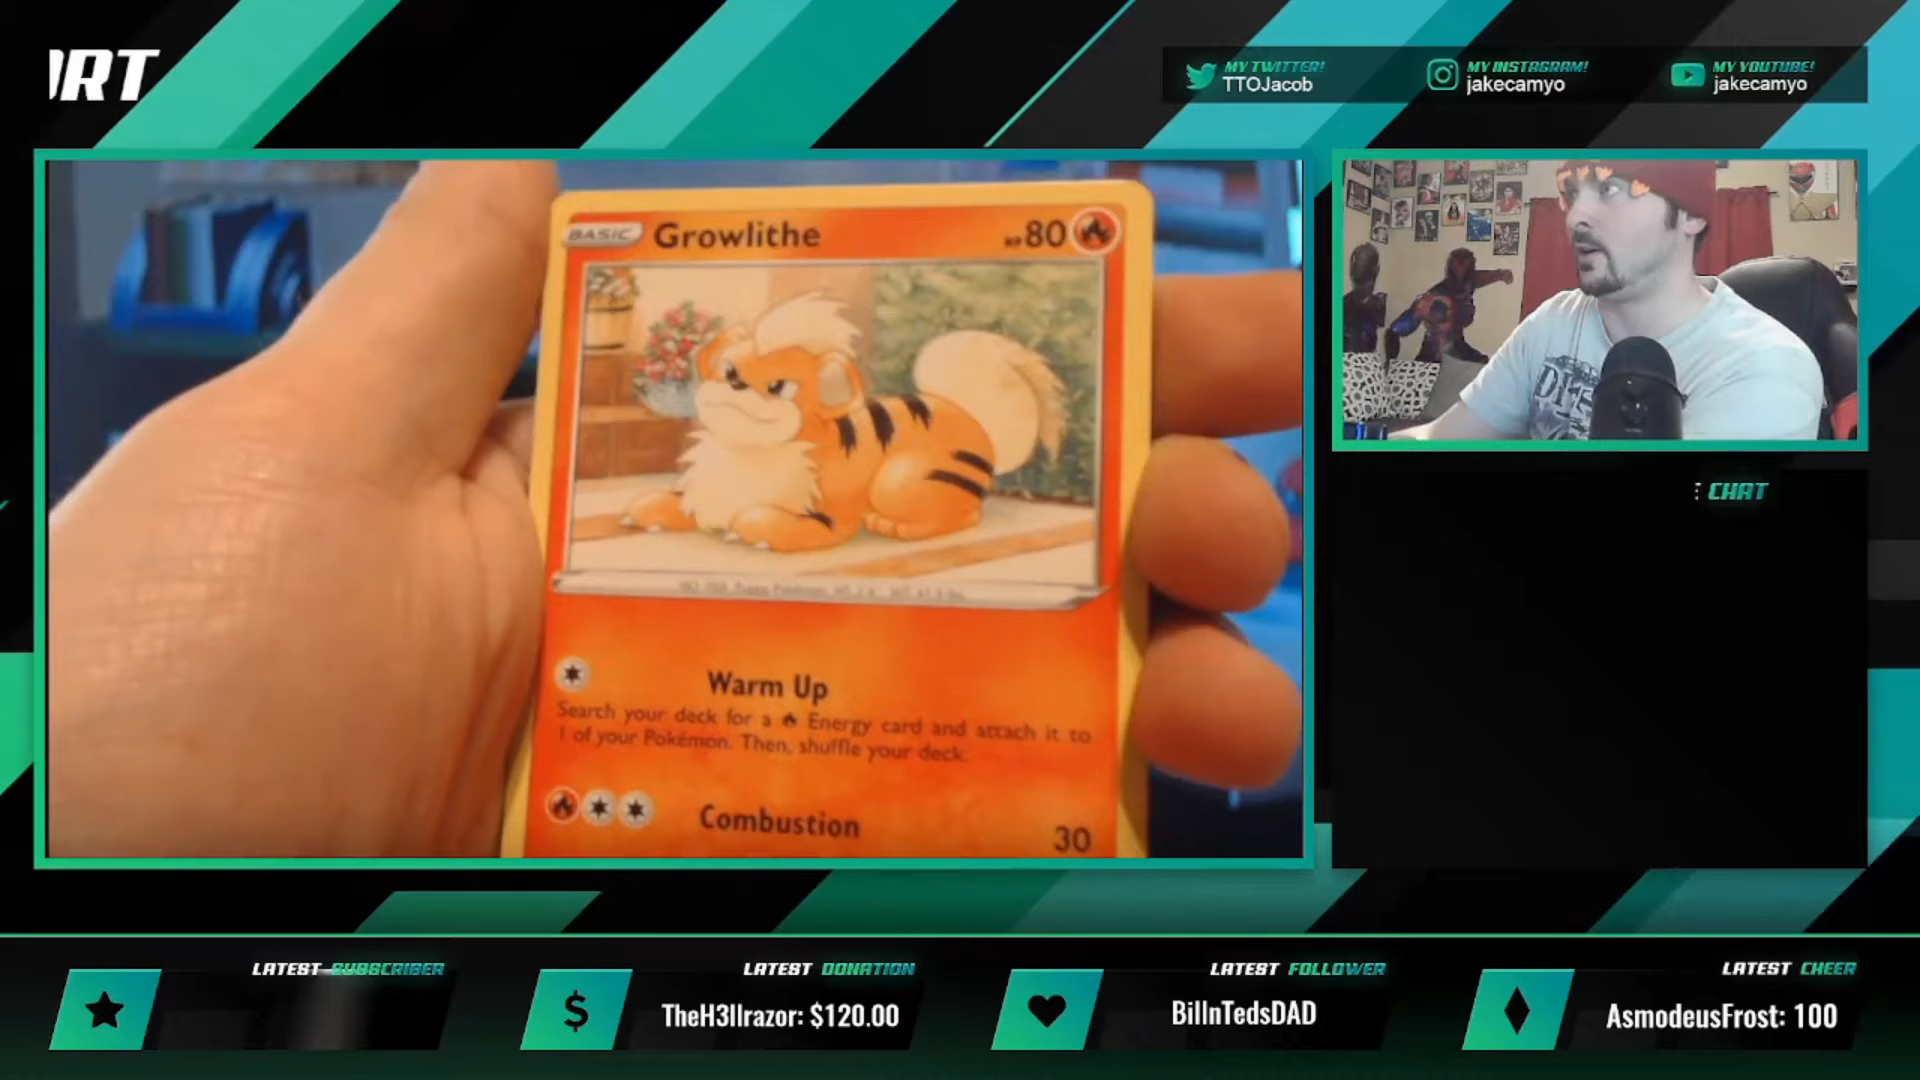 MY TWITTER!
TTOJacob
MY INSTAGRAM!
jakecamyo
MY YOUTUBE!
jakecamyo
BASIC Growlithe HP 80
Warm Up
Search your deck for a Energy card and attach it to
1 of your Pokémon. Then, shuffle your deck.
Combustion 30
CHAT
LATEST SUBSCRIBER
LATEST DONATION
TheH3llrazor: $120.00
LATEST FOLLOWER
BillnTedsDAD
LATEST CHEER
AsmodeusFrost: 100